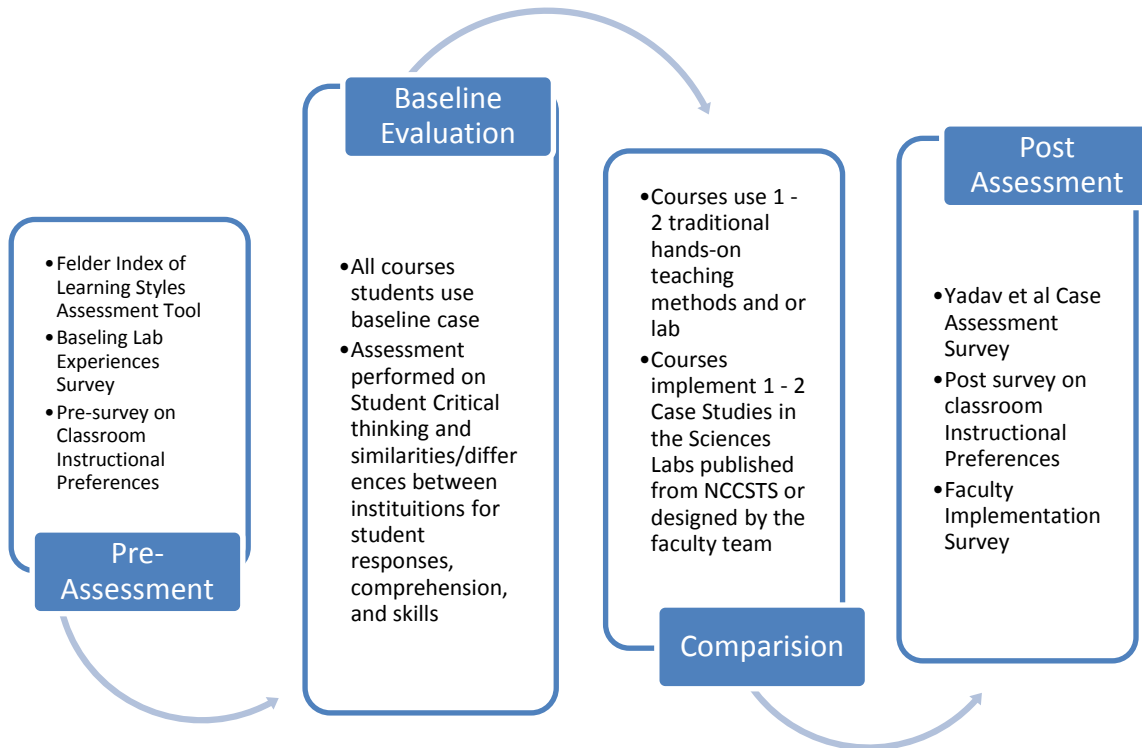 •Felder Index of
Learning Styles
Assessment Tool
•Baseling Lab
Experiences
Survey
•Pre-survey on
Classroom
Instructional
Preferences
Pre-
Assessment
Baseline
Evaluation
•All courses
students use
baseline case
•Assessment
performed on
Student Critical
thinking and
similarities/differ
ences between
instituitions for
student
responses,
comprehension,
and skills
•Courses use 1 -
2 traditional
hands-on
teaching
methods and or
lab
•Courses
implement 1 - 2
Case Studies in
the Sciences
Labs published
from NCCSTS or
designed by the
faculty team
Comparision
Post
Assessment
•Yadav et al Case
Assessment
Survey
•Post survey on
classroom
Instructional
Preferences
•Faculty
Implementation
Survey